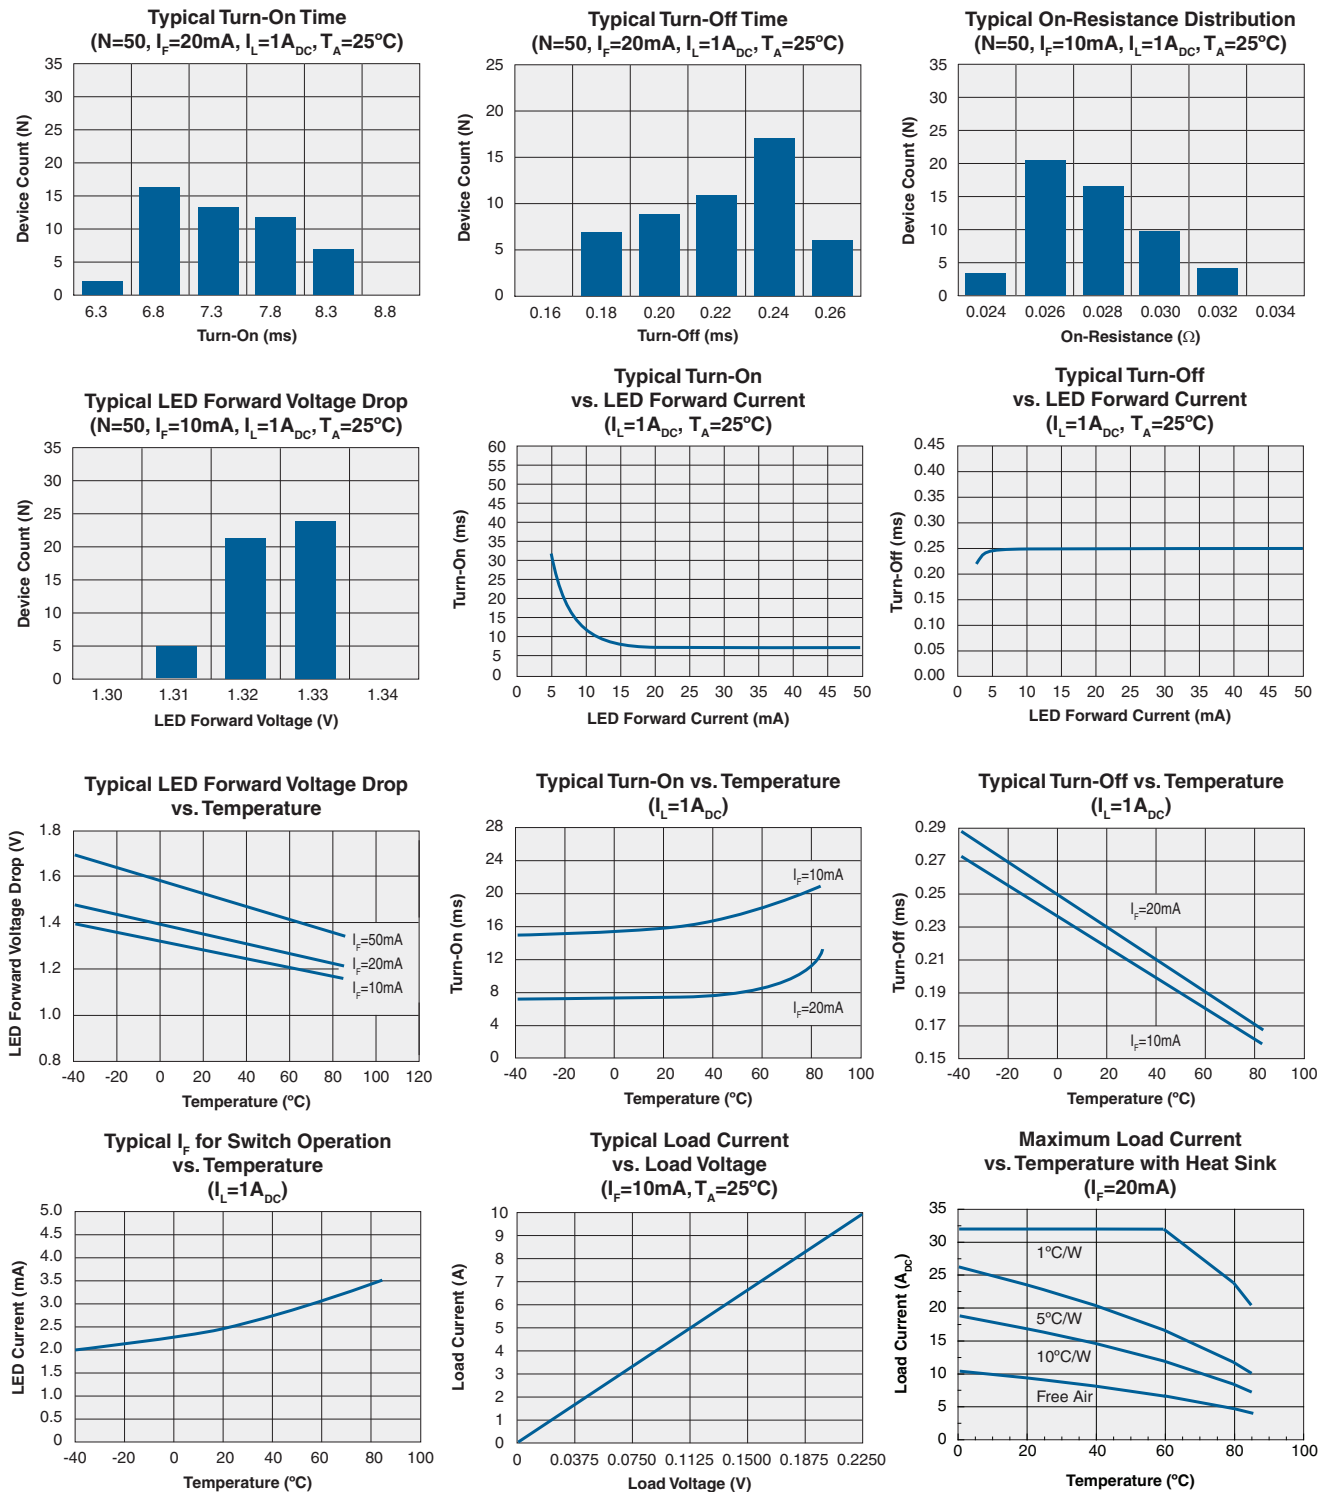 Typical Turn-On Time
(N=50, IF=20mA, IL=1ADC, TA=25ºC)
Device Count (N)
35
30
25
20
15
10
5
0
6.3 6.8 7.3 7.8 8.3 8.8
Turn-On (ms)
Typical Turn-Off Time
(N=50, IF=20mA, IL=1ADC, TA=25ºC)
Device Count (N)
25
20
15
10
5
0
0.16 0.18 0.20 0.22 0.24 0.26
Turn-Off (ms)
Typical On-Resistance Distribution
(N=50, IF=10mA, IL=1ADC, TA=25ºC)
Device Count (N)
35
30
25
20
15
10
5
0
0.024 0.026 0.028 0.030 0.032 0.034
On-Resistance (Ω)
Typical LED Forward Voltage Drop
(N=50, IF=10mA, IL=1ADC, TA=25ºC)
Device Count (N)
35
30
25
20
15
10
5
0
1.30 1.31 1.32 1.33 1.34
LED Forward Voltage (V)
Typical Turn-On
vs. LED Forward Current
(IL=1ADC, TA=25ºC)
Turn-On (ms)
60
55
50
45
40
35
30
25
20
15
10
5
0
0 5 10 15 20 25 30 35 40 45 50
LED Forward Current (mA)
Typical Turn-Off
vs. LED Forward Current
(IL=1ADC, TA=25ºC)
Turn-Off (ms)
0.45
0.40
0.35
0.30
0.25
0.20
0.15
0.10
0.05
0.00
0 5 10 15 20 25 30 35 40 45 50
LED Forward Current (mA)
Typical LED Forward Voltage Drop
vs. Temperature
LED Forward Voltage Drop (V)
1.8
1.6
1.4
1.2
1.0
0.8
IF=50mA
IF=20mA
IF=10mA
-40 -20 0 20 40 60 80 100 120
Temperature (ºC)
Typical Turn-On vs. Temperature
(IL=1ADC)
Turn-On (ms)
28
24
20
16
12
8
4
0
IF=10mA
IF=20mA
-40 -20 0 20 40 60 80 100
Temperature (ºC)
Typical Turn-Off vs. Temperature
(IL=1ADC)
Turn-Off (ms)
0.29
0.27
0.25
0.23
0.21
0.19
0.17
0.15
IF=20mA
IF=10mA
-40 -20 0 20 40 60 80 100
Temperature (ºC)
Typical IF for Switch Operation
vs. Temperature
(IL=1ADC)
LED Current (mA)
5.0
4.5
4.0
3.5
3.0
2.5
2.0
1.5
1.0
0.5
0
-40 -20 0 20 40 60 80 100
Temperature (ºC)
Typical Load Current
vs. Load Voltage
(IF=10mA, TA=25ºC)
Load Current (A)
10
9
8
7
6
5
4
3
2
1
0
0 0.0375 0.0750 0.1125 0.1500 0.1875 0.2250
Load Voltage (V)
Maximum Load Current
vs. Temperature with Heat Sink
(IF=20mA)
Load Current (ADC)
35
30
25
20
15
10
5
0
1ºC/W
5ºC/W
10ºC/W
Free Air
0 20 40 60 80 100
Temperature (ºC)